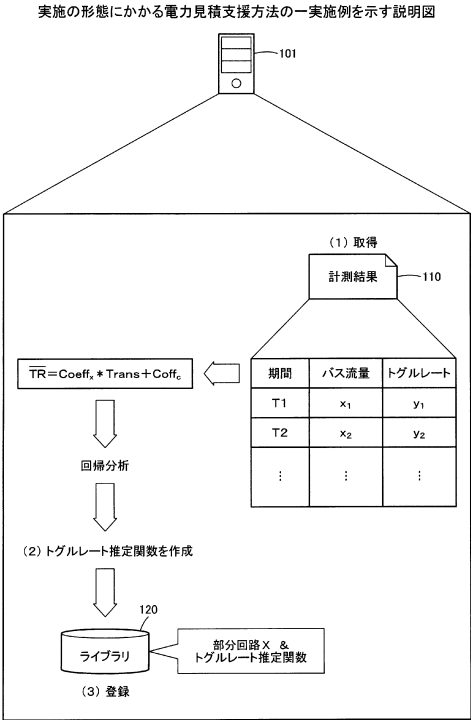 実施の形態にかかる電力見積支援方法の一実施例を示す説明図
101
(1) 取得
計測結果
110
期間 バス流量 トグルレート
T1 x₁ y₁
T2 x₂ y₂
⋮ ⋮ ⋮
T̅R̅=Coeffₓ*Trans+Coff꜀
回帰分析
(2) トグルレート推定関数を作成
120
ライブラリ
部分回路X &
トグルレート推定関数
(3) 登録